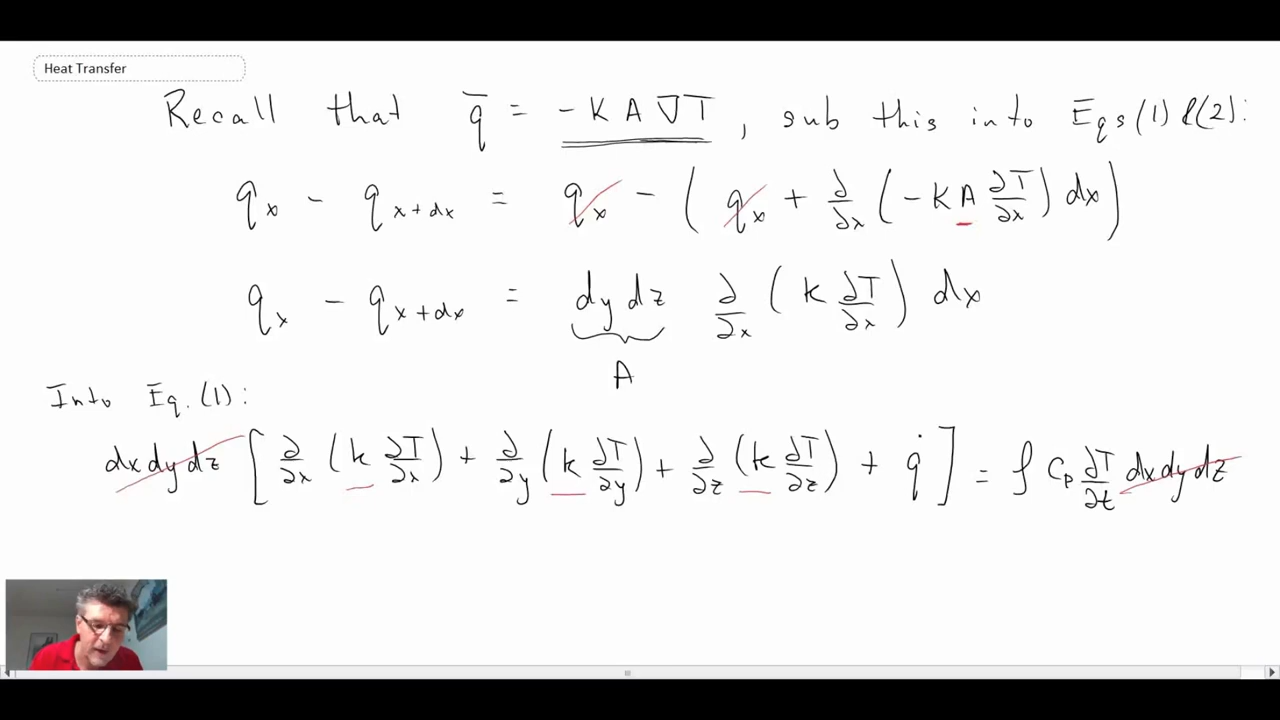 Heat Transfer
Recall that q̄ = -K A ∇T, sub this into Eqs (1) & (2):
q_x - q_{x+dx} = q_x - ( q_x + ∂/∂x ( -K A ∂T/∂x ) dx )
q_x - q_{x+dx} = dy dz ∂/∂x ( k ∂T/∂x ) dx
A
Into Eq. (1):
dx dy dz [ ∂/∂x ( k ∂T/∂x ) + ∂/∂y ( k ∂T/∂y ) + ∂/∂z ( k ∂T/∂z ) + q̇ ] = ρ C_p ∂T/∂t dx dy dz